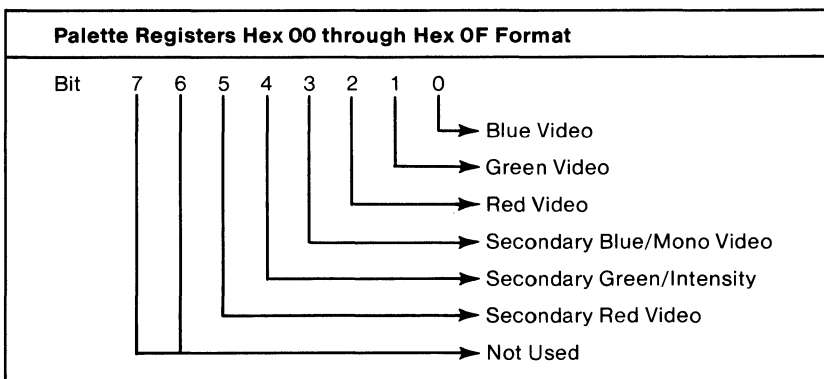 Palette Registers Hex 00 through Hex 0F Format
Bit 7 6 5 4 3 2 1 0
Blue Video
Green Video
Red Video
Secondary Blue/Mono Video
Secondary Green/Intensity
Secondary Red Video
Not Used